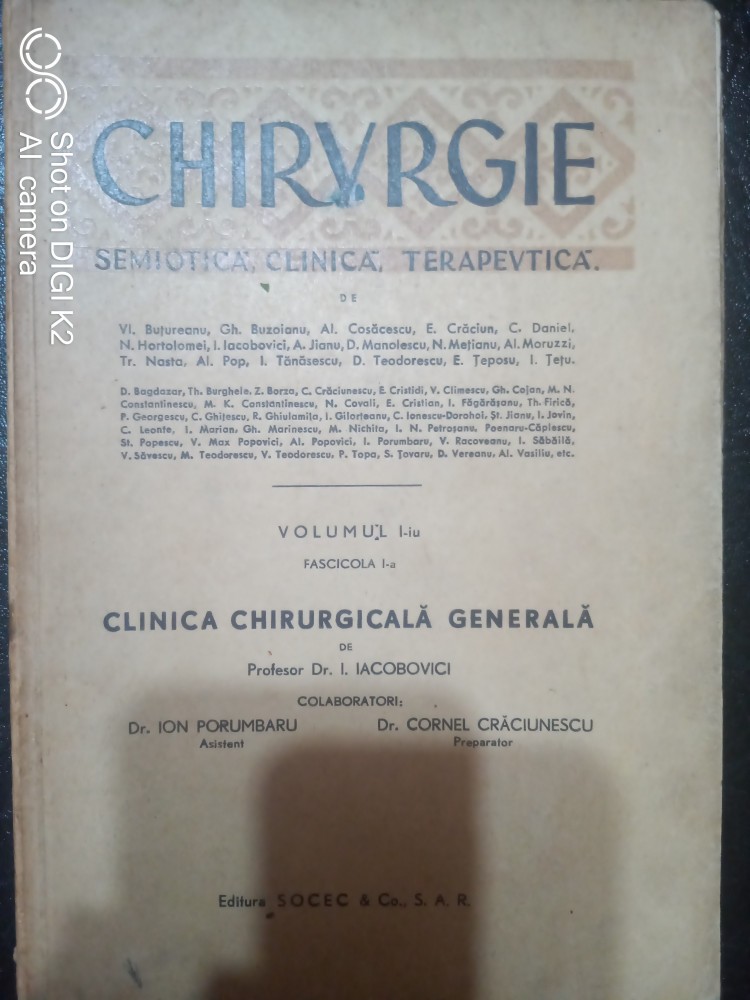 CHIRVRGIE
SEMIOTICĂ, CLINICĂ, TERAPEVTICĂ.
DE
Vl. Buțureanu, Gh. Buzoianu, Al. Cosăcescu, E. Crăciun, C. Daniel,
N. Hortolomei, I. Iacobovici, A. Jianu, D. Manolescu, N. Mețianu, Al. Moruzzi,
Tr. Nasta, Al. Pop, I. Tănăsescu, D. Teodorescu, E. Țeposu, I. Țețu.
D. Bagdazar, Th. Burghele, Z. Borza, C. Crăciunescu, E. Cristidi, V. Climescu, Gh. Cojan, M. N.
Constantinescu, M. K. Constantinescu, N. Covali, E. Cristian, I. Făgărășanu, Th. Firică,
P. Georgescu, C. Ghițescu, R. Ghiulamila, I. Gilorteanu, C. Ionescu-Dorohoi, Șt. Jianu, I. Jovin,
C. Leonte, I. Marian, Gh. Marinescu, M. Nichita, I. N. Petroșanu, Poenaru-Căplescu,
St. Popescu, V. Max Popovici, Al. Popovici, I. Porumbaru, V. Racoveanu, I. Săbăilă,
V. Săvescu, M. Teodorescu, V. Teodorescu, P. Topa, S. Țovaru, D. Vereanu, Al. Vasiliu, etc.
VOLUMUL I-iu
FASCICOLA I-a
CLINICA CHIRURGICALĂ GENERALĂ
DE
Profesor Dr. I. IACOBOVICI
COLABORATORI:
Dr. ION PORUMBARU
Asistent
Dr. CORNEL CRĂCIUNESCU
Preparator
Editura SOCEC & Co., S. A. R.
Shot on DIGI K2
AI camera